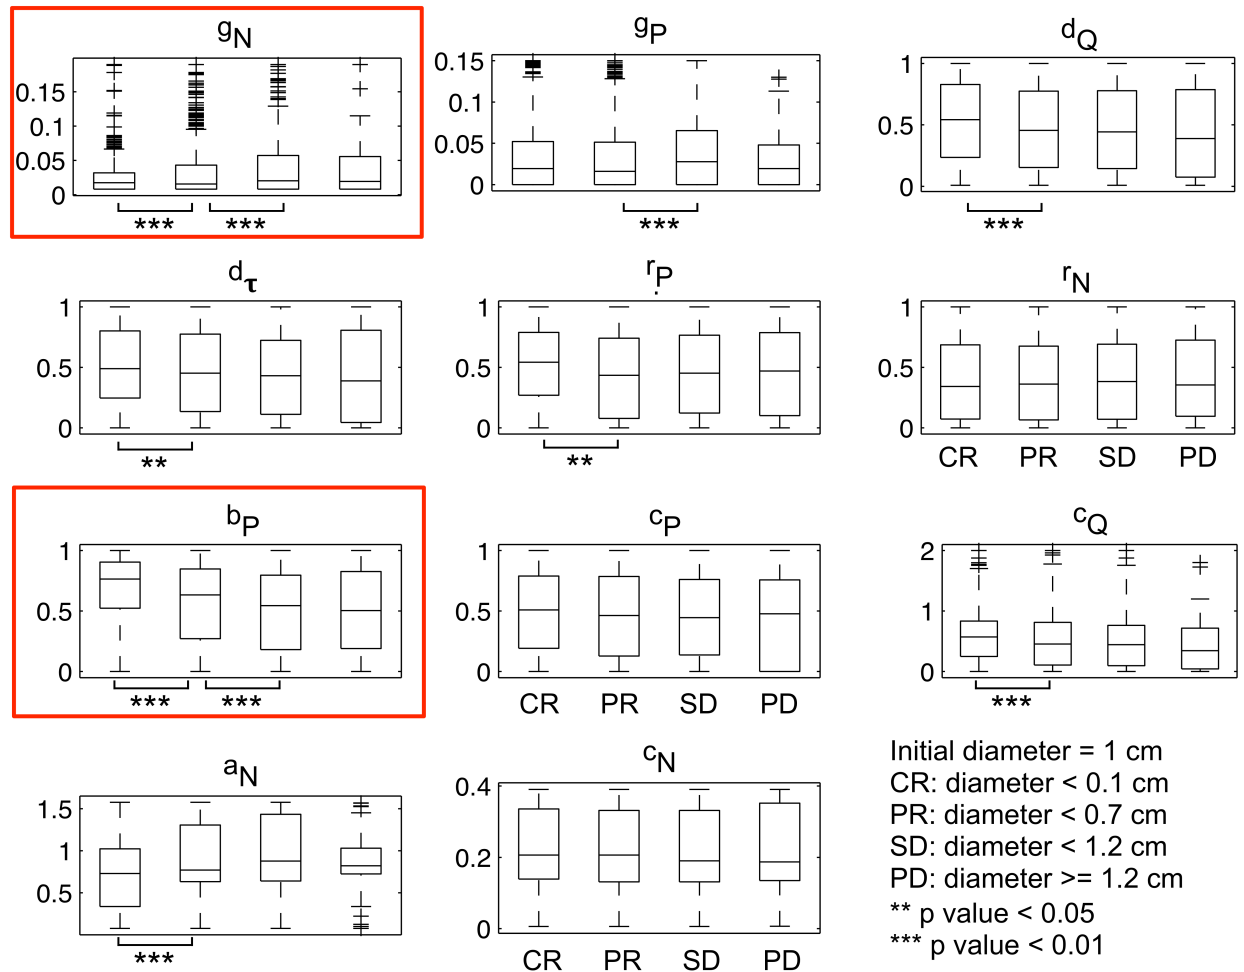 gN
gP
dQ
0.15
0.1
0.05
0
0.15
0.1
0.05
0
1
0.5
0
*** ***
***
***
dτ
rP
rN
1
0.5
0
1
0.5
0
1
0.5
0
**
**
CR PR SD PD
bP
cP
cQ
1
0.5
0
1
0.5
0
2
1
0
*** ***
CR PR SD PD
***
aN
cN
1.5
1
0.5
0.4
0.2
0
***
CR PR SD PD
Initial diameter = 1 cm
CR: diameter < 0.1 cm
PR: diameter < 0.7 cm
SD: diameter < 1.2 cm
PD: diameter >= 1.2 cm
** p value < 0.05
*** p value < 0.01